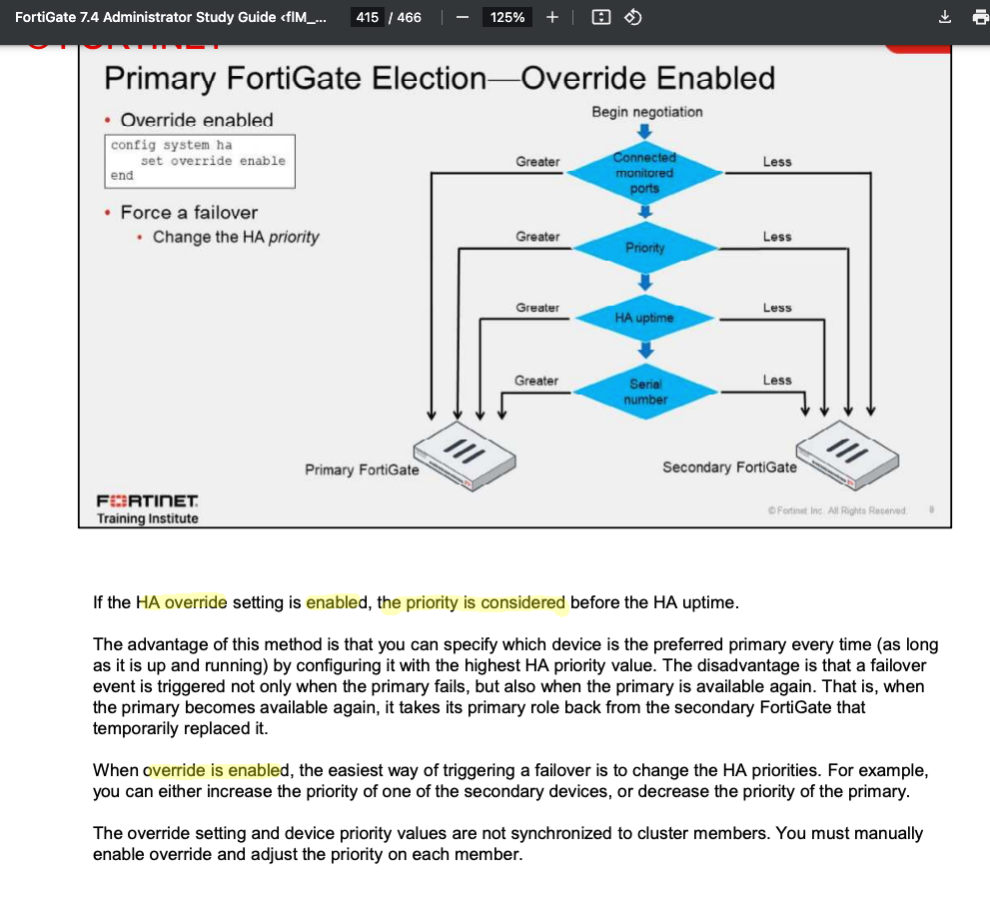 FortiGate 7.4 Administrator Study Guide <flM_...
415 / 466
125%
FORTINET
Primary FortiGate Election—Override Enabled
• Override enabled
config system ha
set override enable
end
• Force a failover
• Change the HA priority
Begin negotiation
Greater
Connected
monitored
ports
Less
Greater
Priority
Less
Greater
HA uptime
Less
Greater
Serial
number
Less
Primary FortiGate
Secondary FortiGate
FORTINET
Training Institute
© Fortinet Inc. All Rights Reserved.
If the HA override setting is enabled, the priority is considered before the HA uptime.
The advantage of this method is that you can specify which device is the preferred primary every time (as long
as it is up and running) by configuring it with the highest HA priority value. The disadvantage is that a failover
event is triggered not only when the primary fails, but also when the primary is available again. That is, when
the primary becomes available again, it takes its primary role back from the secondary FortiGate that
temporarily replaced it.
When override is enabled, the easiest way of triggering a failover is to change the HA priorities. For example,
you can either increase the priority of one of the secondary devices, or decrease the priority of the primary.
The override setting and device priority values are not synchronized to cluster members. You must manually
enable override and adjust the priority on each member.